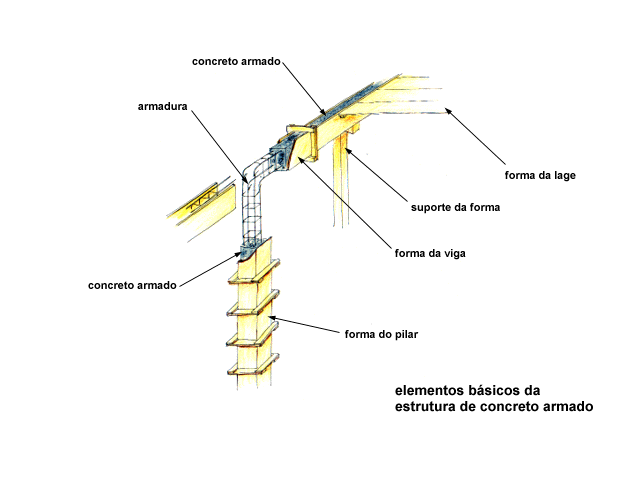 concreto armado
armadura
forma da lage
suporte da forma
forma da viga
concreto armado
forma do pilar
elementos básicos da
estrutura de concreto armado